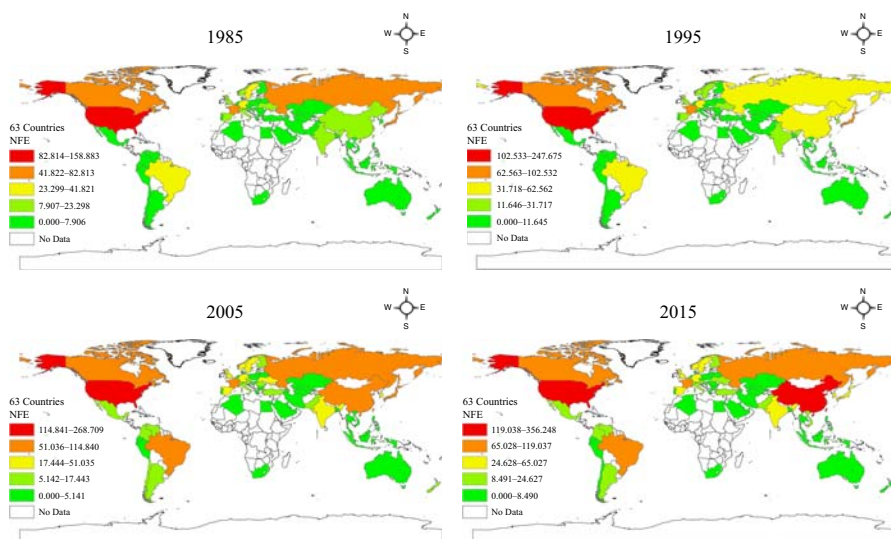 1985
N
W E
S
63 Countries
NFE
82.814–158.883
41.822–82.813
23.299–41.821
7.907–23.298
0.000–7.906
No Data
1995
N
W E
S
63 Countries
NFE
102.533–247.675
62.563–102.532
31.718–62.562
11.646–31.717
0.000–11.645
No Data
2005
N
W E
S
63 Countries
NFE
114.841–268.709
51.036–114.840
17.444–51.035
5.142–17.443
0.000–5.141
No Data
2015
N
W E
S
63 Countries
NFE
119.038–356.248
65.028–119.037
24.628–65.027
8.491–24.627
0.000–8.490
No Data